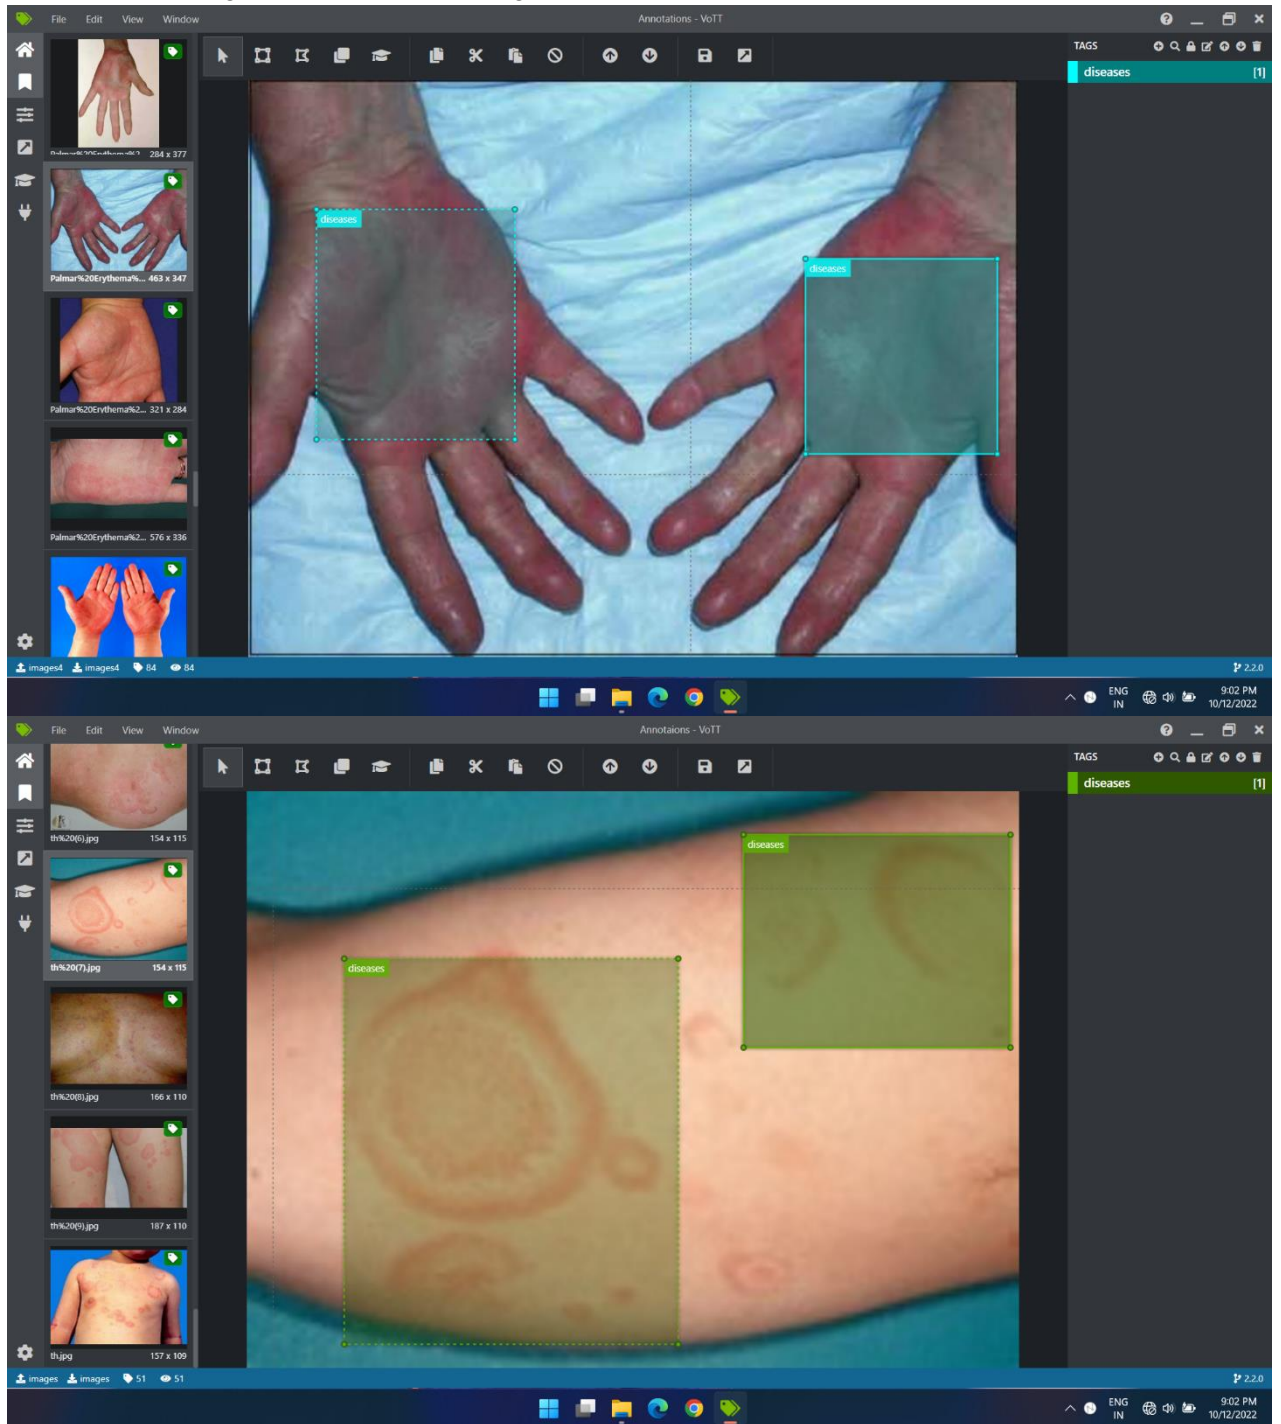 File Edit View Window
Annotations - VoTT
TAGS
diseases [1]
284 x 377
Palmar%20Erythema%... 463 x 347
Palmar%20Erythema%2... 321 x 284
Palmar%20Erythema%2... 576 x 336
diseases
diseases
images4 images4 84 84
2.2.0
ENG
IN
9:02 PM
10/12/2022
File Edit View Window
Annotaions - VoTT
TAGS
diseases [1]
th%20(6).jpg 154 x 115
th%20(7).jpg 154 x 115
th%20(8).jpg 166 x 110
th%20(9).jpg 187 x 110
th.jpg 157 x 109
diseases
diseases
images images 51 51
2.2.0
ENG
IN
9:02 PM
10/12/2022